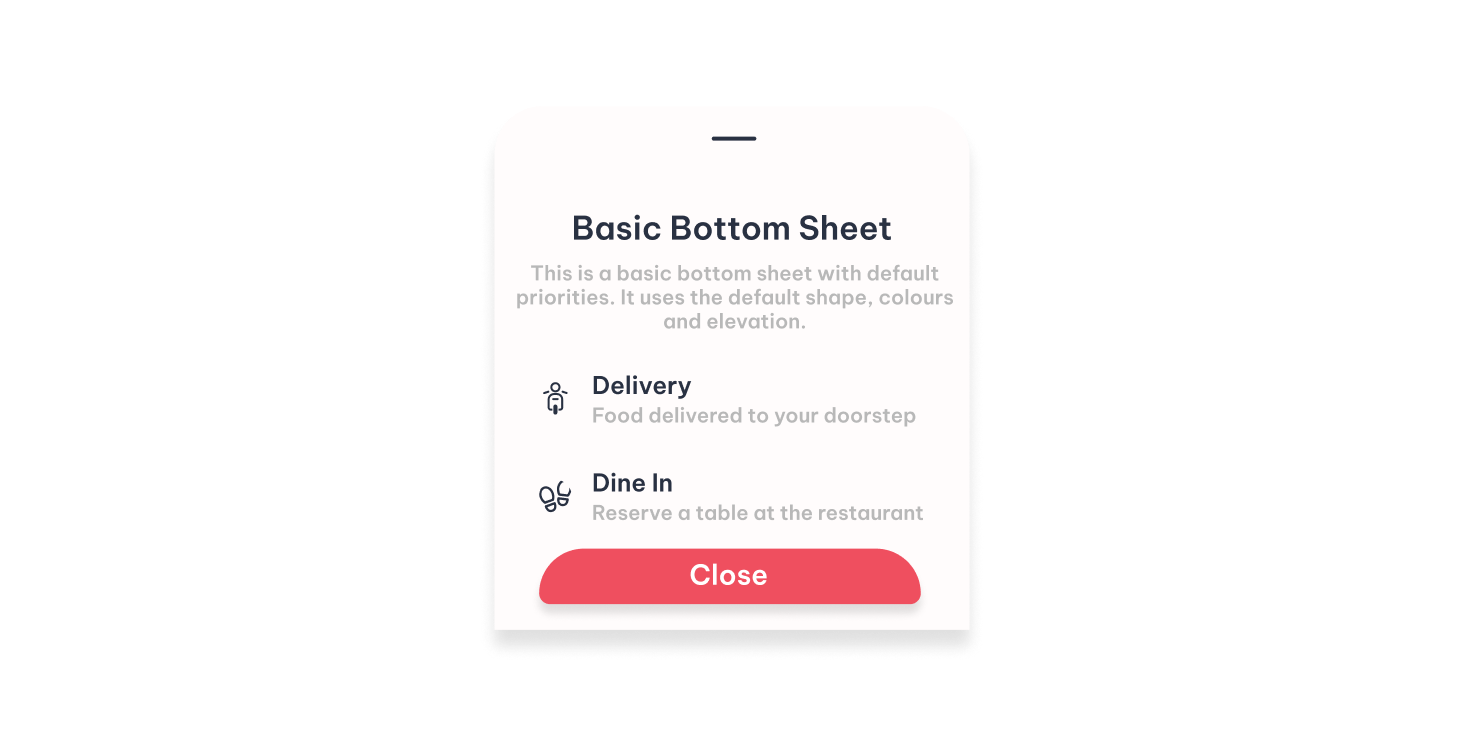 Basic Bottom Sheet
This is a basic bottom sheet with default
priorities. It uses the default shape, colours
and elevation.
Delivery
Food delivered to your doorstep
Dine In
Reserve a table at the restaurant
Close